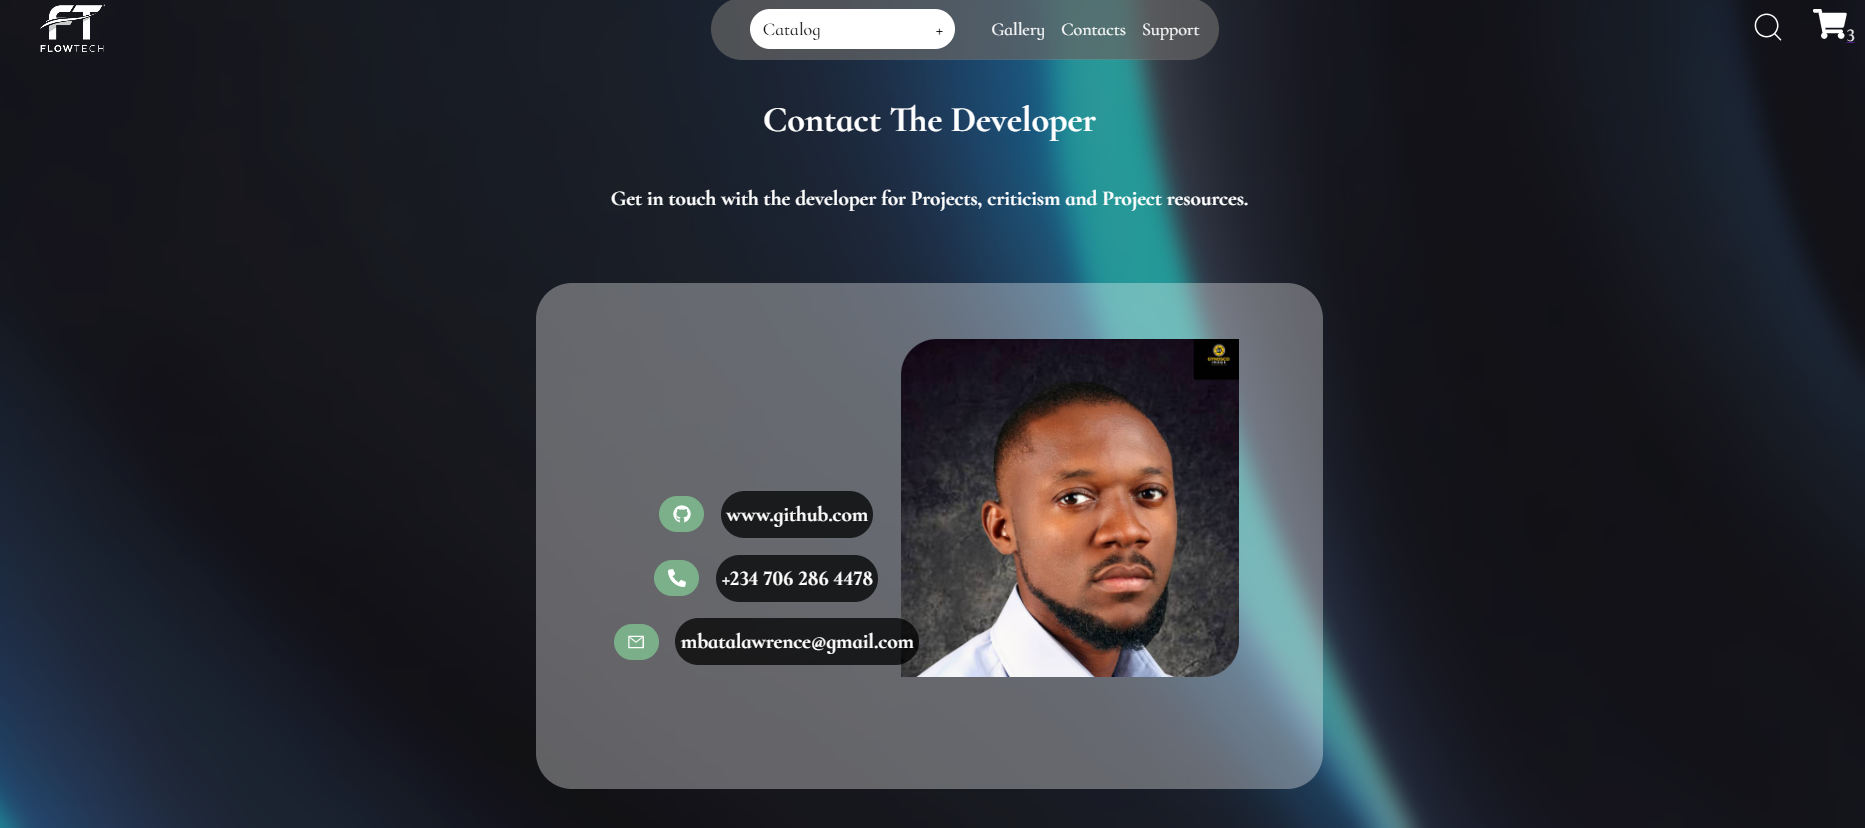 FT
FLOWTECH
Catalog +
Gallery Contacts Support
3
Contact The Developer
Get in touch with the developer for Projects, criticism and Project resources.
www.github.com
+234 706 286 4478
mbatalawrence@gmail.com